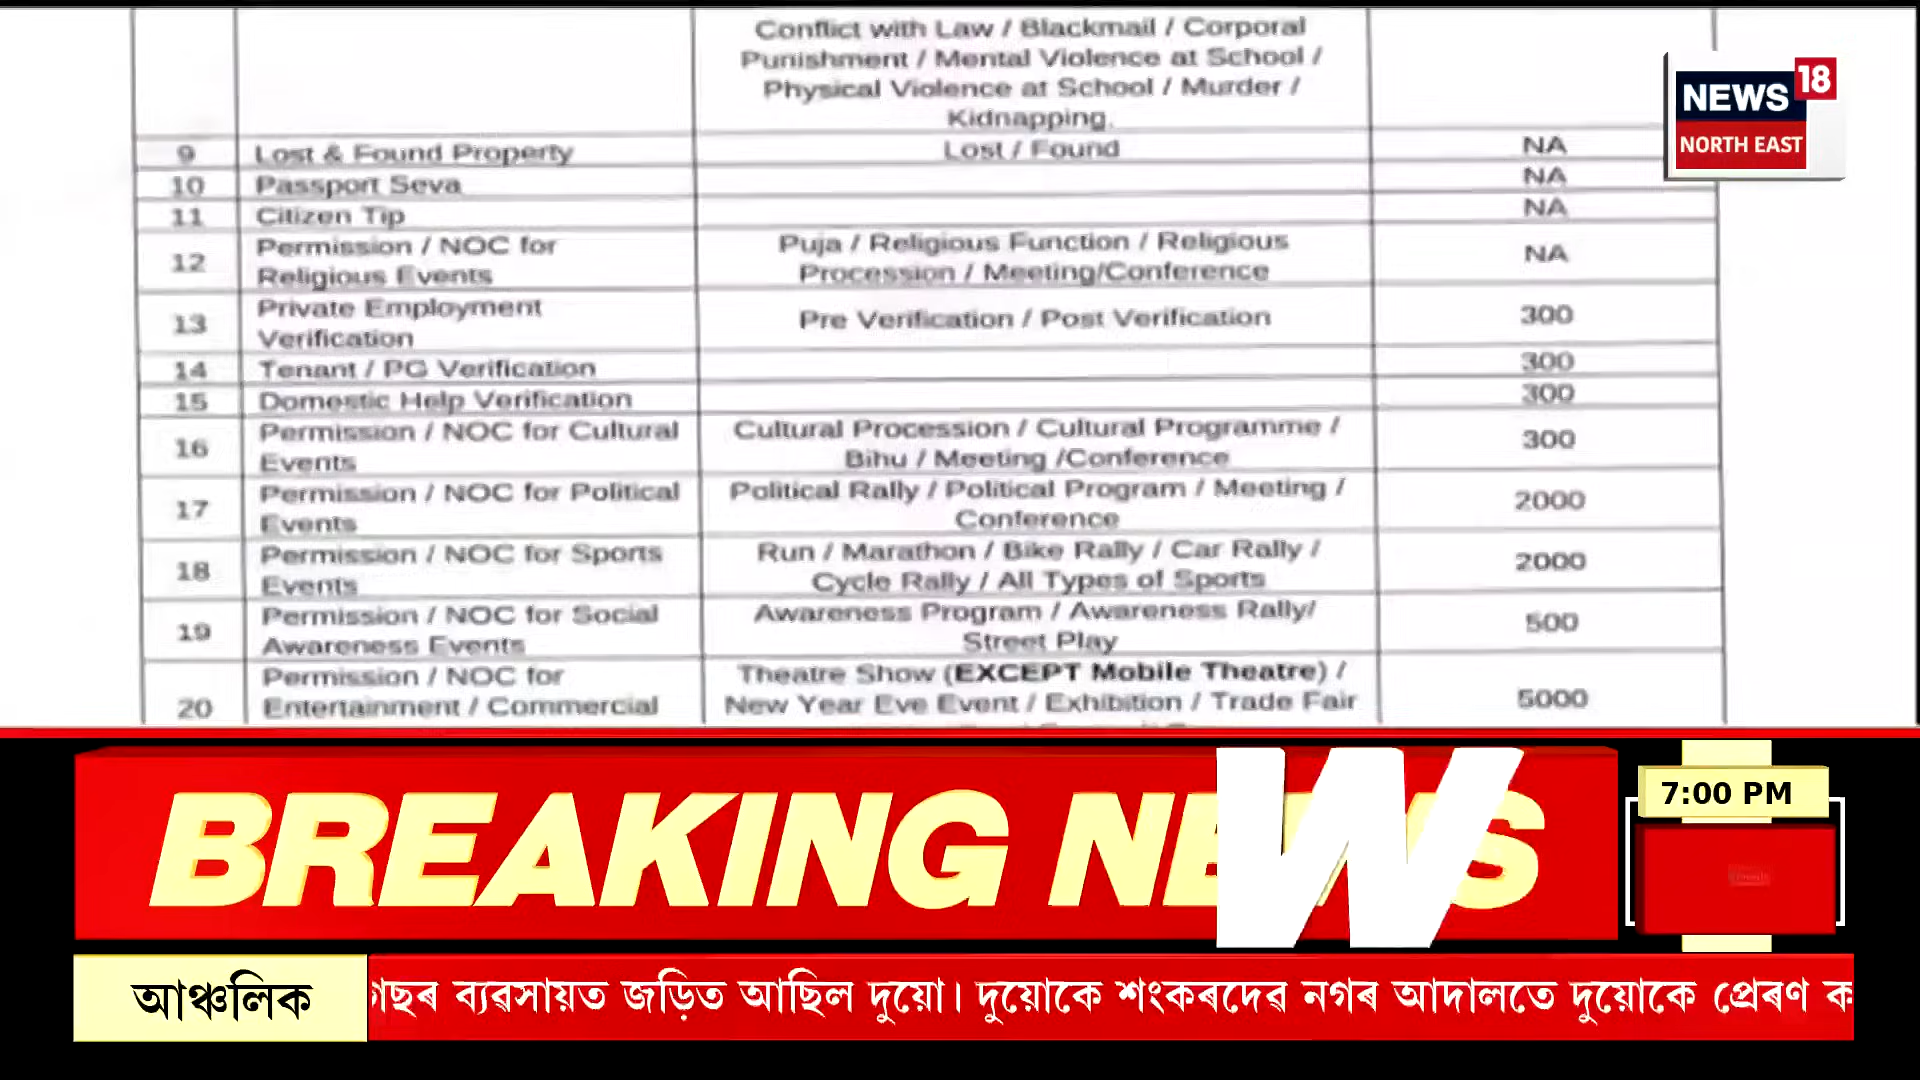 Conflict with Law / Blackmail / Corporal
Punishment / Mental Violence at School /
Physical Violence at School / Murder /
Kidnapping.
9 Lost & Found Property Lost / Found NA
10 Passport Seva NA
11 Citizen Tip NA
12 Permission / NOC for Religious Events Puja / Religious Function / Religious Procession / Meeting/Conference NA
13 Private Employment Verification Pre Verification / Post Verification 300
14 Tenant / PG Verification 300
15 Domestic Help Verification 300
16 Permission / NOC for Cultural Events Cultural Procession / Cultural Programme / Bihu / Meeting /Conference 300
17 Permission / NOC for Political Events Political Rally / Political Program / Meeting / Conference 2000
18 Permission / NOC for Sports Events Run / Marathon / Bike Rally / Car Rally / Cycle Rally / All Types of Sports 2000
19 Permission / NOC for Social Awareness Events Awareness Program / Awareness Rally/ Street Play 500
20 Permission / NOC for Entertainment / Commercial Theatre Show (EXCEPT Mobile Theatre) / New Year Eve Event / Exhibition / Trade Fair 5000
NEWS 18
NORTH EAST
BREAKING NEWS
W
7:00 PM
আঞ্চলিক
গছৰ ব্যৱসায়ত জড়িত আছিল দুয়ো। দুয়োকে শংকৰদেৱ নগৰ আদালতে দুয়োকে প্ৰেৰণ ক